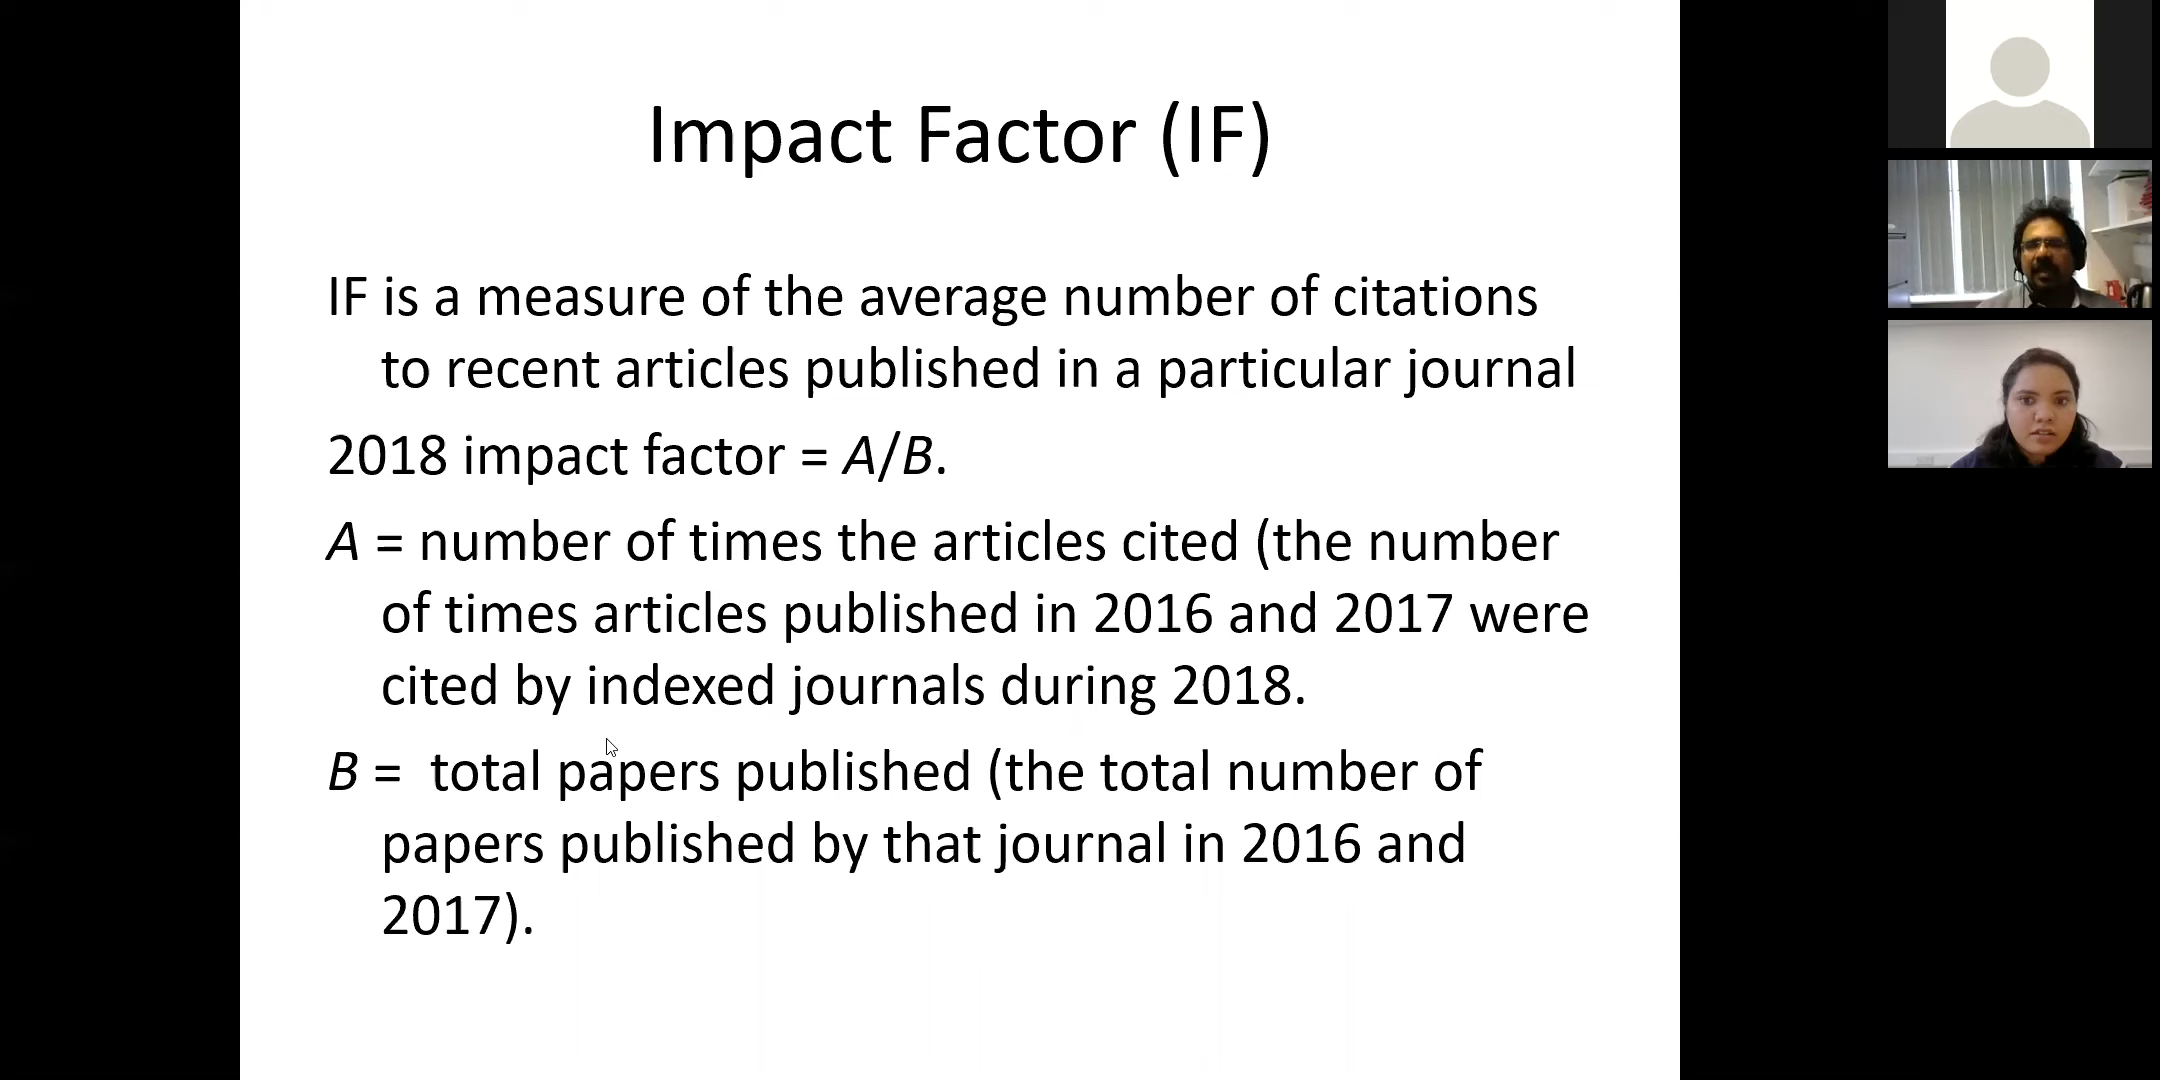 Impact Factor (IF)
IF is a measure of the average number of citations
to recent articles published in a particular journal
2018 impact factor = A/B.
A = number of times the articles cited (the number
of times articles published in 2016 and 2017 were
cited by indexed journals during 2018.
B =  total papers published (the total number of
papers published by that journal in 2016 and
2017).